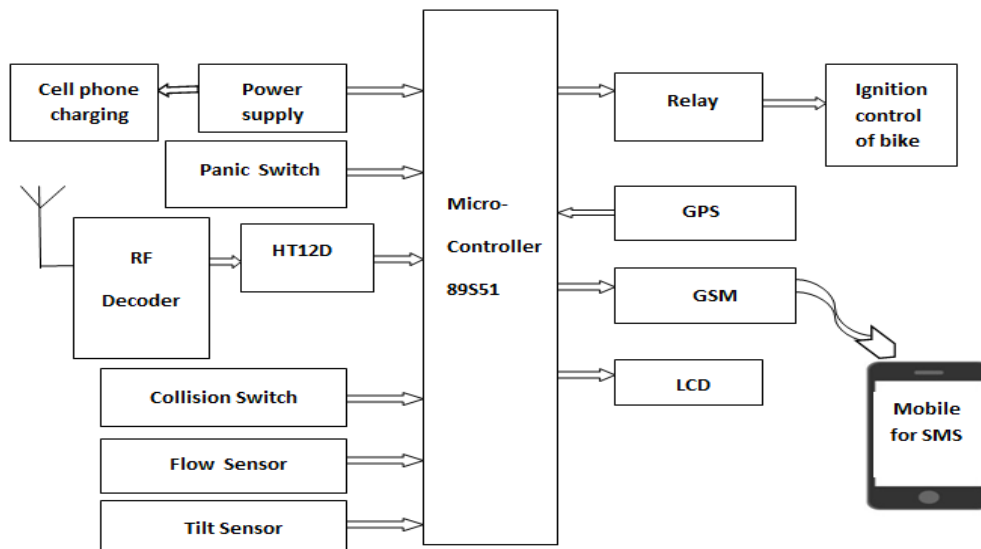 Cell phone
charging
Power
supply
Panic Switch
RF
Decoder
HT12D
Collision Switch
Flow Sensor
Tilt Sensor
Micro-
Controller
89S51
Relay
Ignition
control
of bike
GPS
GSM
LCD
Mobile
for SMS